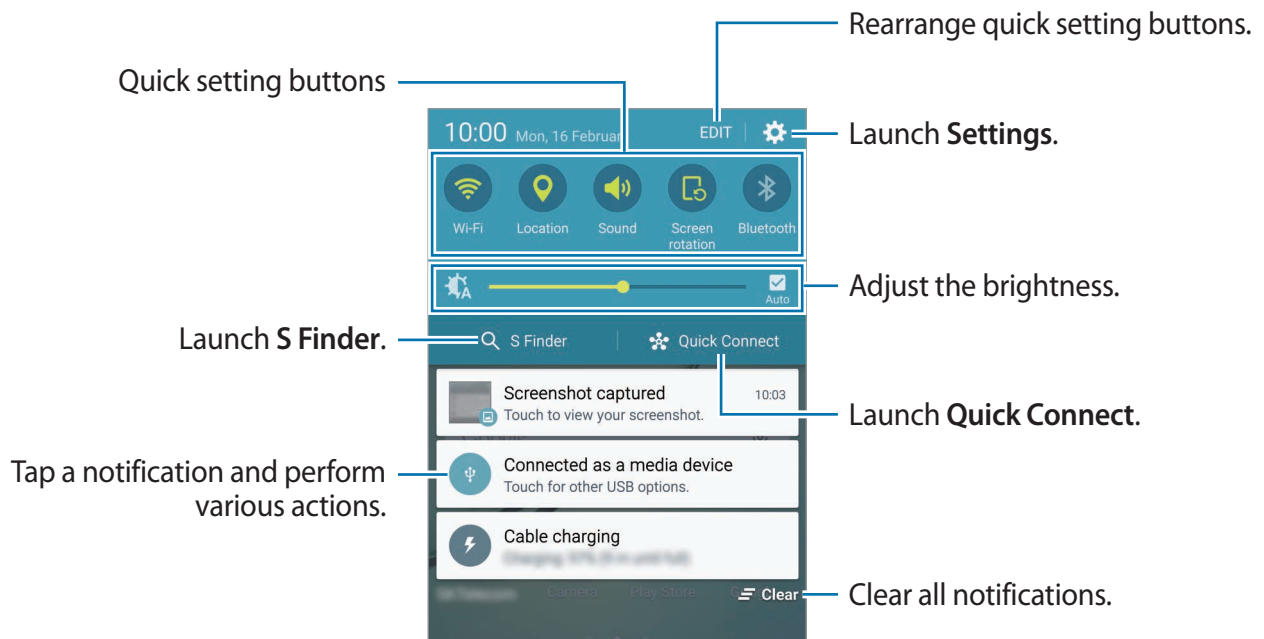 Rearrange quick setting buttons.
Quick setting buttons
10:00 Mon, 16 Februar EDIT
Launch Settings.
Wi-Fi Location Sound Screen rotation Bluetooth
A Auto
Adjust the brightness.
Launch S Finder.
S Finder Quick Connect
Screenshot captured 10:03
Touch to view your screenshot.
Launch Quick Connect.
Tap a notification and perform
various actions.
Connected as a media device
Touch for other USB options.
Cable charging
Camera Play Store Clear
Clear all notifications.